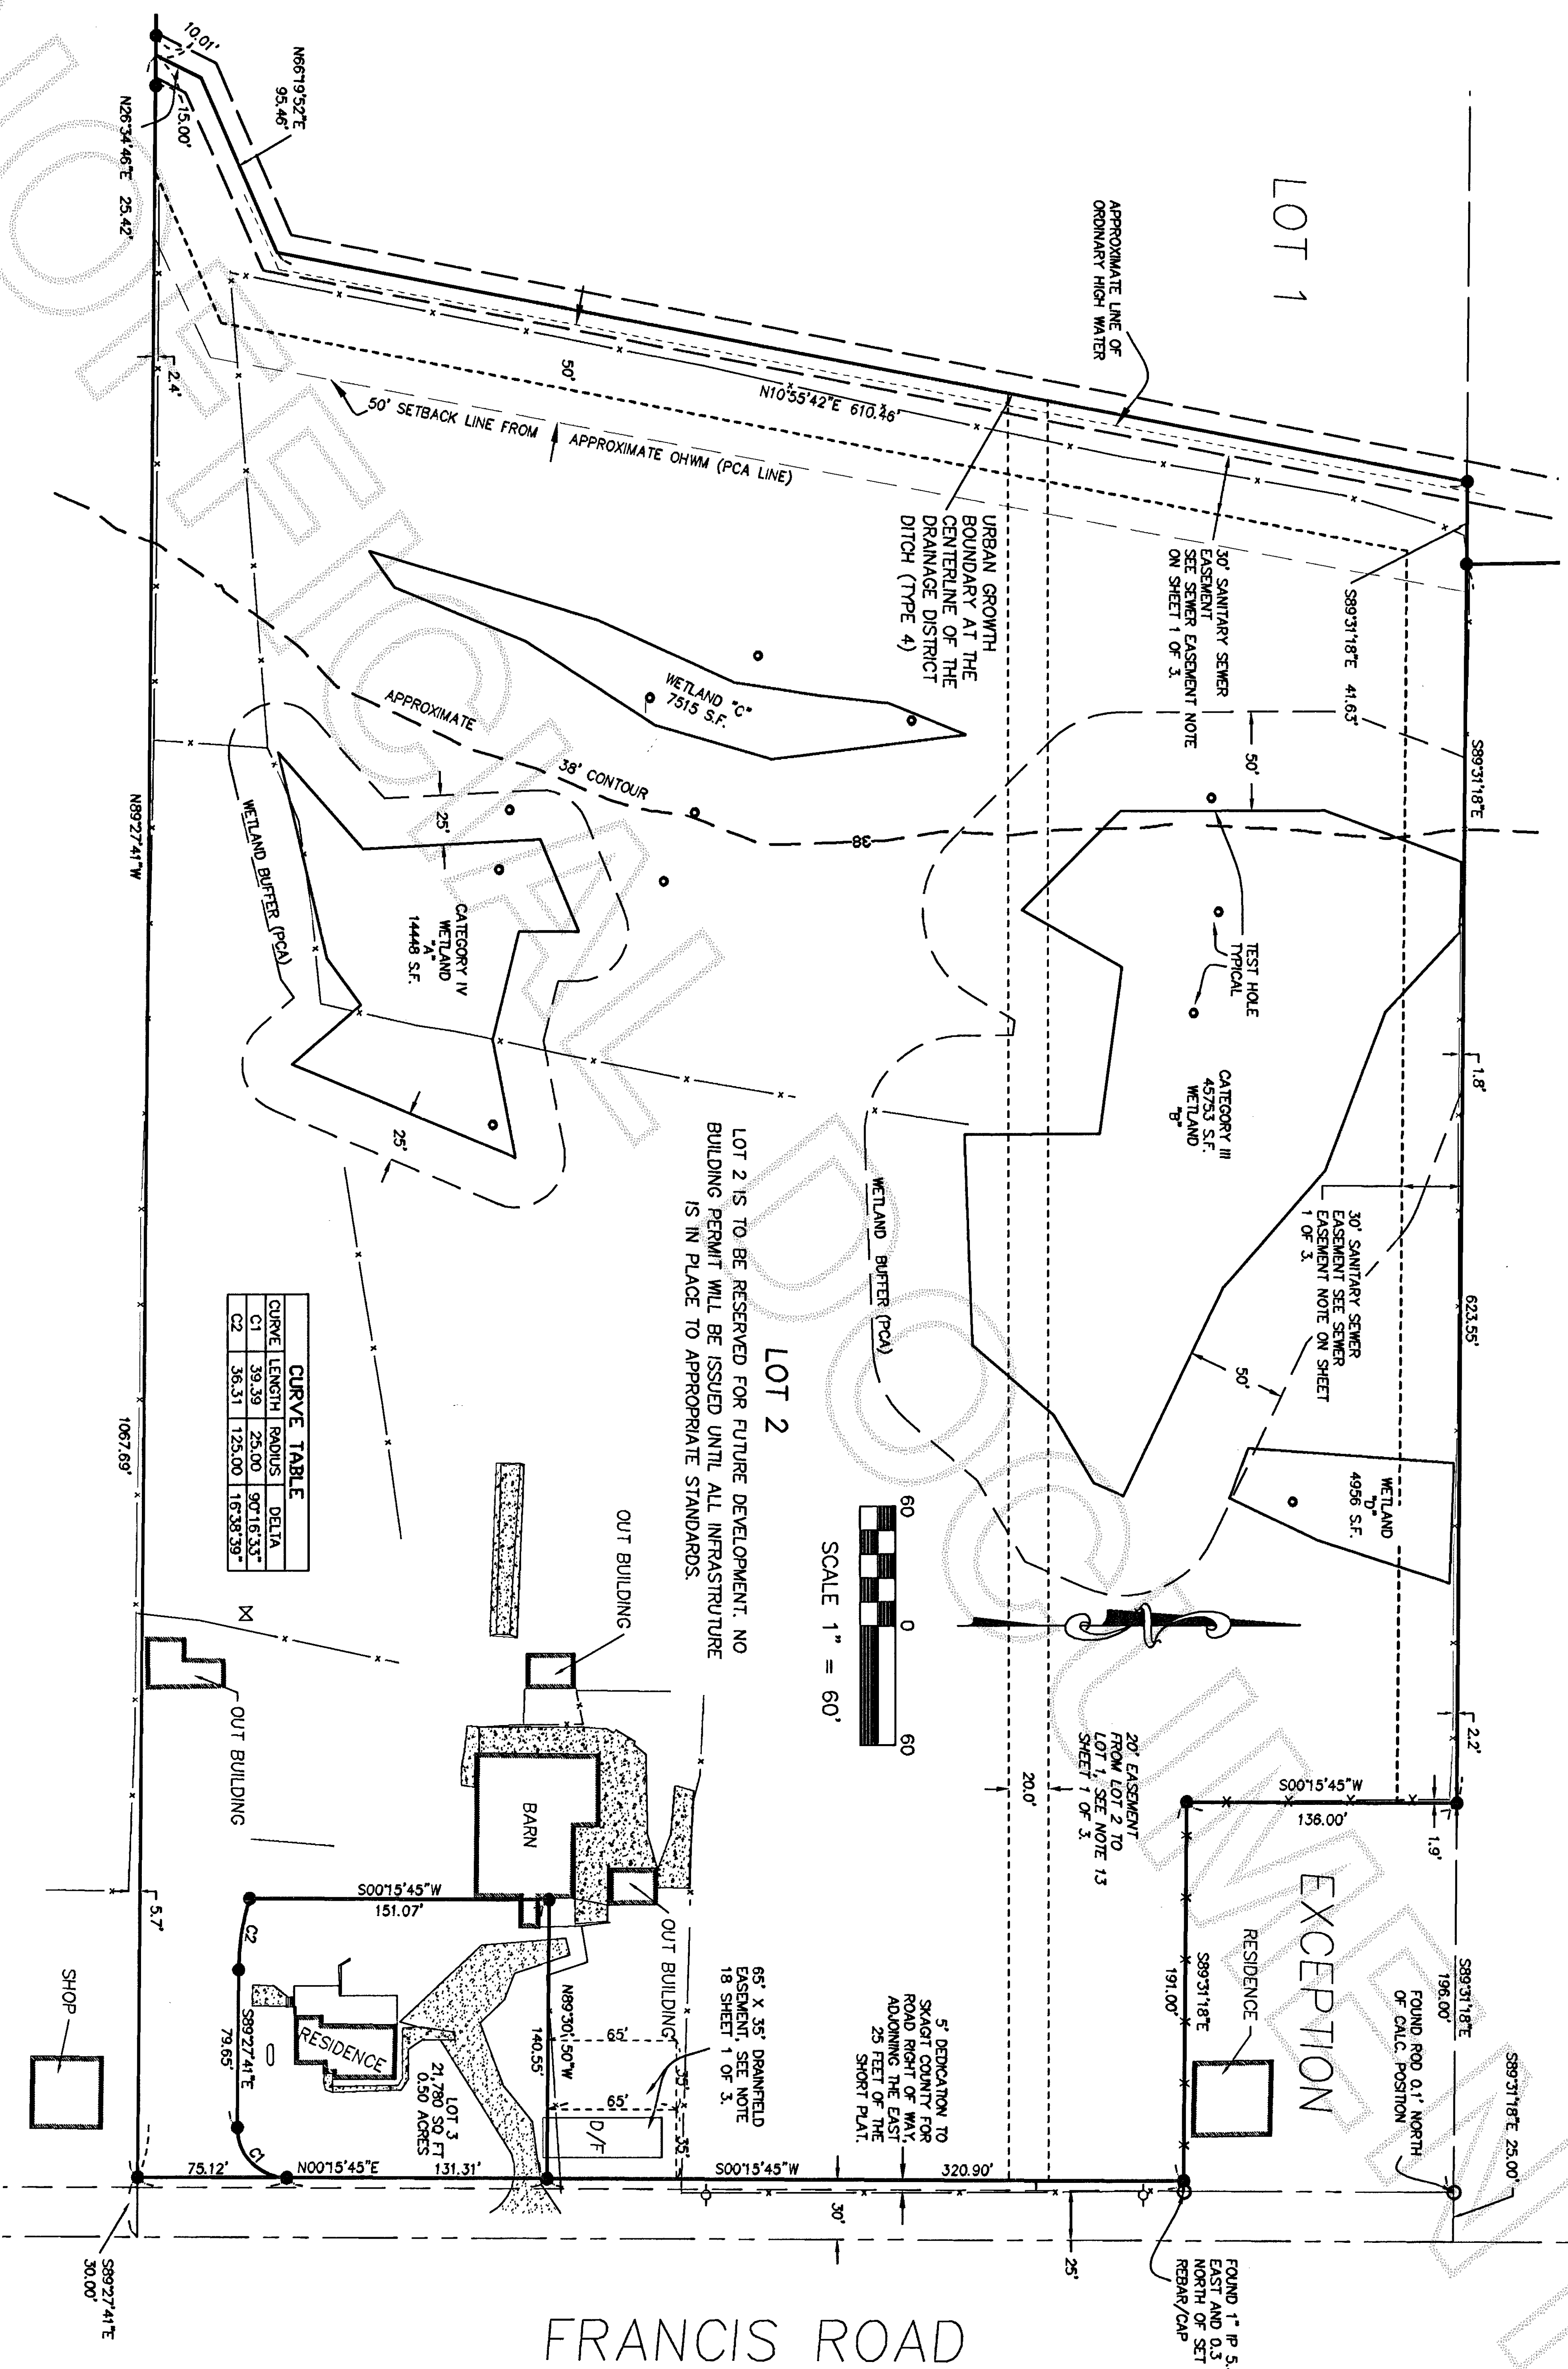 UNOFFICIAL DOCUMENT
LOT 1
APPROXIMATE LINE OF
ORDINARY HIGH WATER
N66°19'52"E
95.46'
10.01'
15.00'
N26°34'46"E 25.42'
2.4'
50'
N10°55'42"E 610.46'
50' SETBACK LINE FROM APPROXIMATE OHWM (PCA LINE)
URBAN GROWTH
BOUNDARY AT THE
CENTERLINE OF THE
DRAINAGE DISTRICT
DITCH (TYPE 4)
30' SANITARY SEWER
EASEMENT
SEE SEWER EASEMENT NOTE
ON SHEET 1 OF 3.
S89°31'18"E 41.63'
S89°31'18"E
623.55'
WETLAND "C"
7515 S.F.
APPROXIMATE 38' CONTOUR
38
50'
TEST HOLE
TYPICAL
CATEGORY III
45753 S.F.
WETLAND
"B"
1.8'
30' SANITARY SEWER
EASEMENT SEE SEWER
EASEMENT NOTE ON SHEET
1 OF 3.
50'
WETLAND
"D"
4956 S.F.
WETLAND BUFFER (PCA)
25'
CATEGORY IV
WETLAND
"A"
14448 S.F.
25'
WETLAND BUFFER (PCA)
N89°27'41"W
1067.69'
LOT 2
LOT 2 IS TO BE RESERVED FOR FUTURE DEVELOPMENT. NO
BUILDING PERMIT WILL BE ISSUED UNTIL ALL INFRASTRUTURE
IS IN PLACE TO APPROPRIATE STANDARDS.
60 0 60
SCALE 1" = 60'
CURVE TABLE
CURVE LENGTH RADIUS DELTA
C1 39.39 25.00 90°16'33"
C2 36.31 125.00 16°38'39"
OUT BUILDING
OUT BUILDING
BARN
OUT BUILDING
20' EASEMENT
FROM LOT 2 TO
LOT 1, SEE NOTE 13
SHEET 1 OF 3.
20.0'
2.2'
S00°15'45"W
136.00'
1.9'
EXCEPTION
RESIDENCE
S89°31'18"E
191.00'
S89°31'18"E
196.00'
FOUND ROD 0.1' NORTH
OF CALC. POSITION
S89°31'18"E 25.00'
5' DEDICATION TO
SKAGIT COUNTY FOR
ROAD RIGHT OF WAY,
ADJOINING THE EAST
25 FEET OF THE
SHORT PLAT.
65' X 35' DRAINFIELD
EASEMENT, SEE NOTE
18 SHEET 1 OF 3.
65'
35'
65'
35'
D/F
S00°15'45"W
151.07'
N89°30'50"W
140.55'
5.7'
C2
S89°27'41"E
79.65'
C1
RESIDENCE
LOT 3
21,780 SQ FT
0.50 ACRES
SHOP
75.12'
N00°15'45"E
131.31'
S00°15'45"W
320.90'
30'
25'
FOUND 1" IP 5.
EAST AND 0.3
NORTH OF SET
REBAR/CAP
S89°27'41"E
30.00'
FRANCIS ROAD